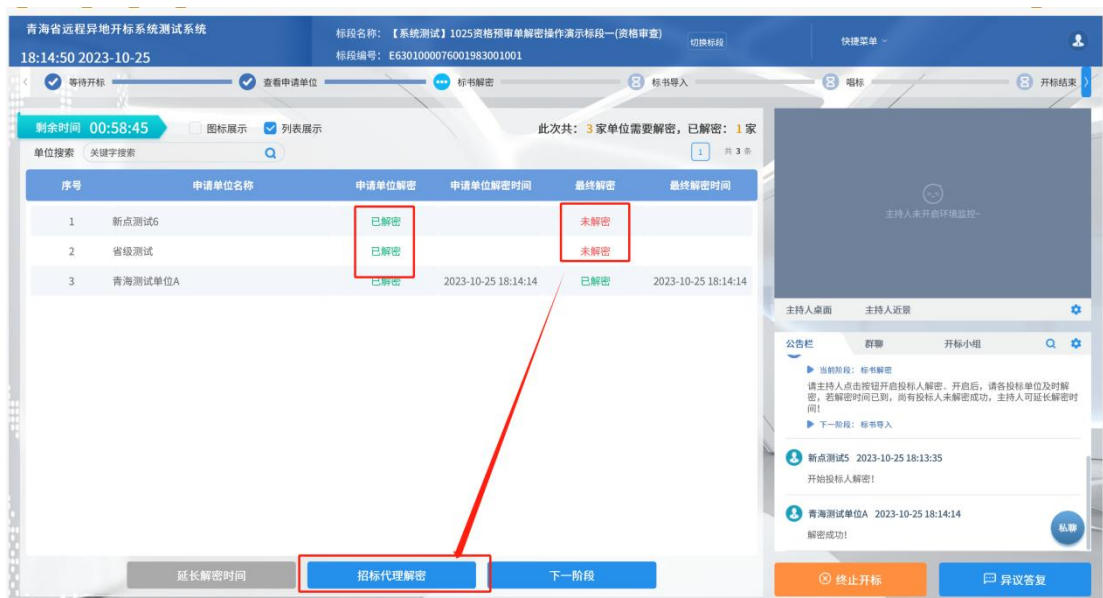 青海省远程异地开标系统测试系统
18:14:50 2023-10-25
标段名称：【系统测试】1025资格预审单解密操作演示标段一(资格审查)
标段编号：E6301000076001983001001
切换标段
快捷菜单
等待开标
查看申请单位
标书解密
标书导入
唱标
开标结束
剩余时间 00:58:45
图标展示
列表展示
此次共：3 家单位需要解密，已解密：1 家
单位搜索 关键字搜索
1 共 3 条
序号 申请单位名称 申请单位解密 申请单位解密时间 最终解密 最终解密时间
1 新点测试6 已解密 未解密
2 省级测试 已解密 未解密
3 青海测试单位A 已解密 2023-10-25 18:14:14 已解密 2023-10-25 18:14:14
延长解密时间
招标代理解密
下一阶段
主持人未开启环境监控~
主持人桌面 主持人近景
公告栏 群聊 开标小组
当前阶段：标书解密
请主持人点击按钮开启投标人解密、开启后，请各投标单位及时解
密，若解密时间已到，尚有投标人未解密成功，主持人可延长解密时
间!
下一阶段：标书导入
新点测试5 2023-10-25 18:13:35
开始投标人解密!
青海测试单位A 2023-10-25 18:14:14
解密成功!
私聊
终止开标
异议答复